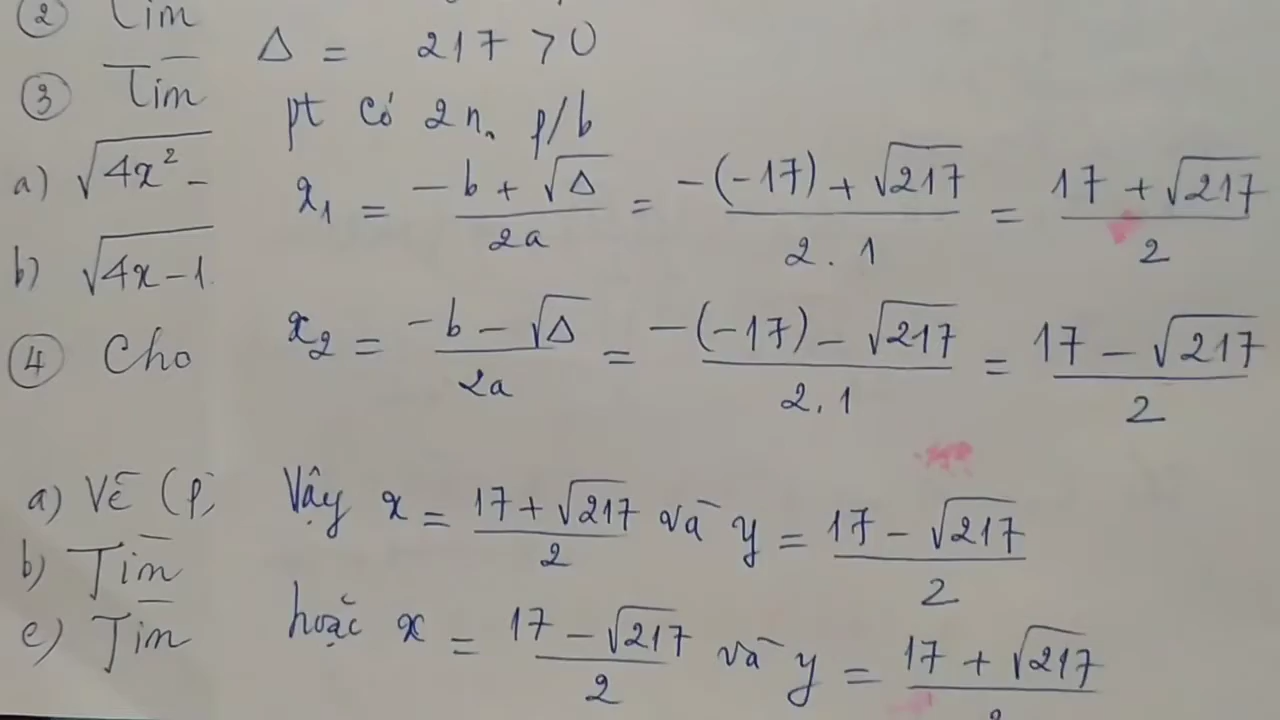 ② Tìm
③ Tìm
a) √4x² -
b) √4x - 1
④ Cho
a) Vẽ (P)
b) Tìm
c) Tìm
Δ = 217 > 0
pt có 2 n. p/b
x₁ = (-b + √Δ)/2a = (-(-17) + √217)/(2 . 1) = (17 + √217)/2
x₂ = (-b - √Δ)/2a = (-(-17) - √217)/(2.1) = (17 - √217)/2
Vậy x = (17 + √217)/2 và y = (17 - √217)/2
hoặc x = (17 - √217)/2 và y = (17 + √217)/2